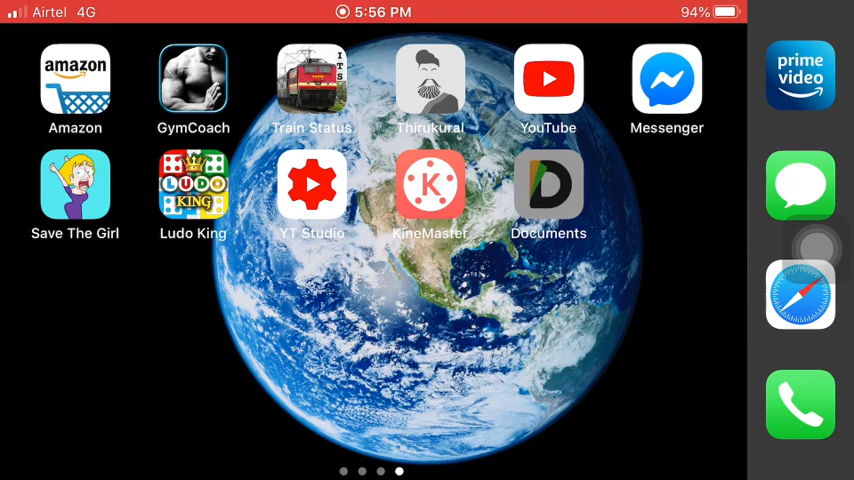 Airtel 4G 5:56 PM 94%
amazon
ITS
prime video
Amazon GymCoach Train Status Thirukural YouTube Messenger
LUDO
KING
K
D
Save The Girl Ludo King YT Studio KineMaster Documents